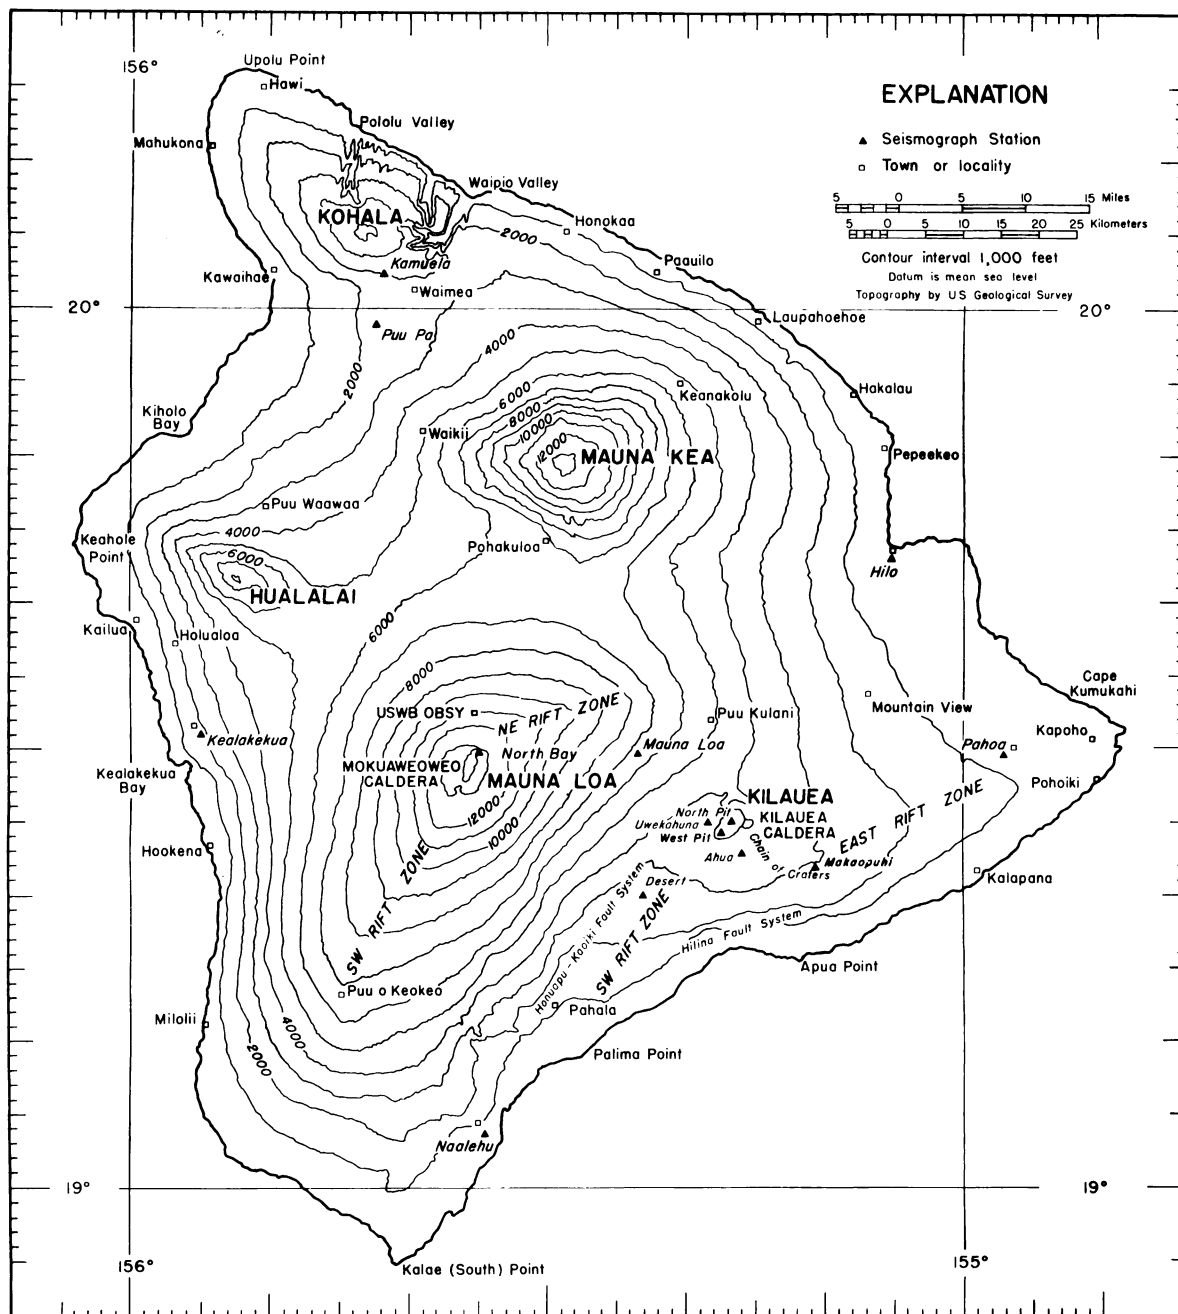 Upolu Point
156°
Hawi
EXPLANATION
Pololu Valley
Seismograph Station
Mahukona
Town or locality
Waipio Valley
5 0 5 10 15 Miles
KOHALA
Honokaa
5 0 5 10 15 20 25 Kilometers
2000
Contour interval 1,000 feet
Kamuela
Paauilo
Kawaihae
Datum is mean sea level
Waimea
Topography by US Geological Survey
20°
20°
Laupahoehoe
Puu Pa
4000
2000
Keanakolu
Hakalau
6000
8000
Kiholo
Bay
10000
Waikii
12000
MAUNA KEA
Pepeekeo
Puu Waawaa
4000
Keahole
Point
Pohakuloa
6000
Hilo
HUALALAI
Kailua
6000
Holualoa
8000
Cape
Kumukahi
NE RIFT ZONE
USWB OBSY
Puu Kulani
Mountain View
Kealakekua
Kapoho
North Bay
Mauna Loa
Pahoa
MOKUAWEOWEO
CALDERA
MAUNA LOA
Kealakekua
Bay
Pohoiki
KILAUEA
12000
North Pit
KILAUEA
CALDERA
EAST RIFT ZONE
Uwekahuna
West Pit
10000
Hookena
Ahua
Chain of Craters
Makaopuhi
Kalapana
Desert
SW RIFT ZONE
Honuapu - Kaoiki Fault System
SW RIFT ZONE
Hilina Fault System
Apua Point
Puu o Keokeo
Pahala
Milolii
4000
2000
Palima Point
Naalehu
19°
19°
156°
155°
Kalae (South) Point